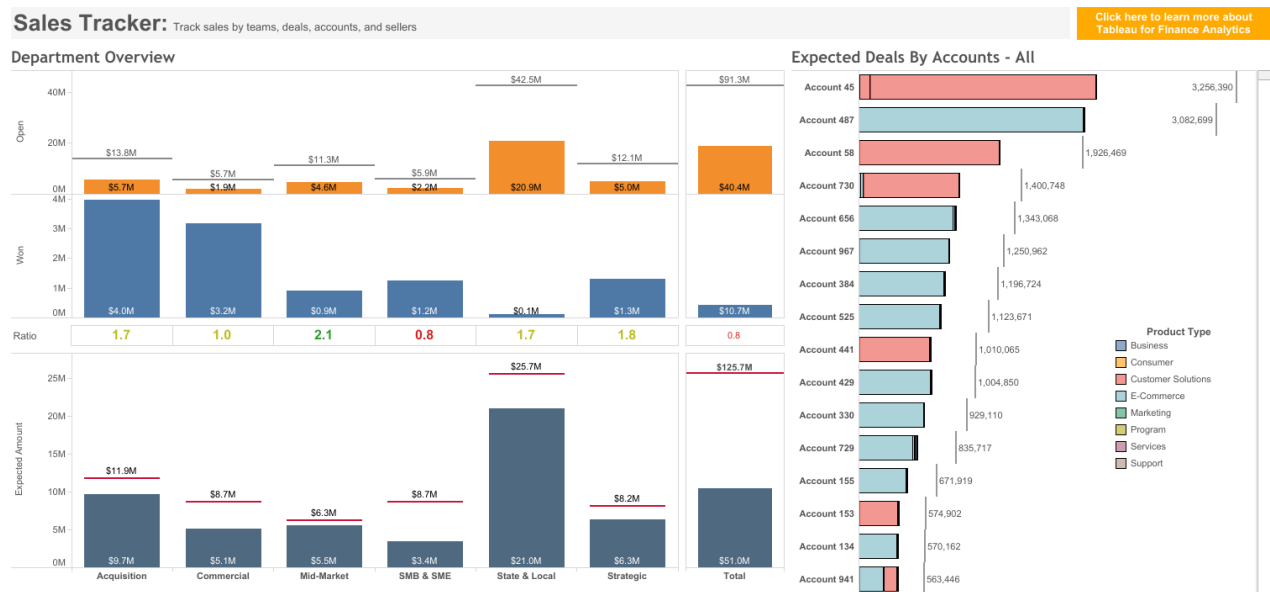 Sales Tracker: Track sales by teams, deals, accounts, and sellers
Click here to learn more about
Tableau for Finance Analytics
Department Overview
Open
40M
20M
0M
$13.8M
$5.7M
$11.3M
$5.9M
$42.5M
$12.1M
$91.3M
$5.7M
$1.9M
$4.6M
$2.2M
$20.9M
$5.0M
$40.4M
Won
4M
3M
2M
1M
0M
$4.0M
$3.2M
$0.9M
$1.2M
$0.1M
$1.3M
$10.7M
Ratio
1.7
1.0
2.1
0.8
1.7
1.8
0.8
Expected Amount
25M
20M
15M
10M
5M
0M
$11.9M
$8.7M
$6.3M
$8.7M
$25.7M
$8.2M
$125.7M
$9.7M
$5.1M
$5.5M
$3.4M
$21.0M
$6.3M
$51.0M
Acquisition
Commercial
Mid-Market
SMB & SME
State & Local
Strategic
Total
Expected Deals By Accounts - All
Account 45 3,256,390
Account 487 3,082,699
Account 58 1,926,469
Account 730 1,400,748
Account 656 1,343,068
Account 967 1,250,962
Account 384 1,196,724
Account 525 1,123,671
Account 441 1,010,065
Account 429 1,004,850
Account 330 929,110
Account 729 835,717
Account 155 671,919
Account 153 574,902
Account 134 570,162
Account 941 563,446
Product Type
Business
Consumer
Customer Solutions
E-Commerce
Marketing
Program
Services
Support